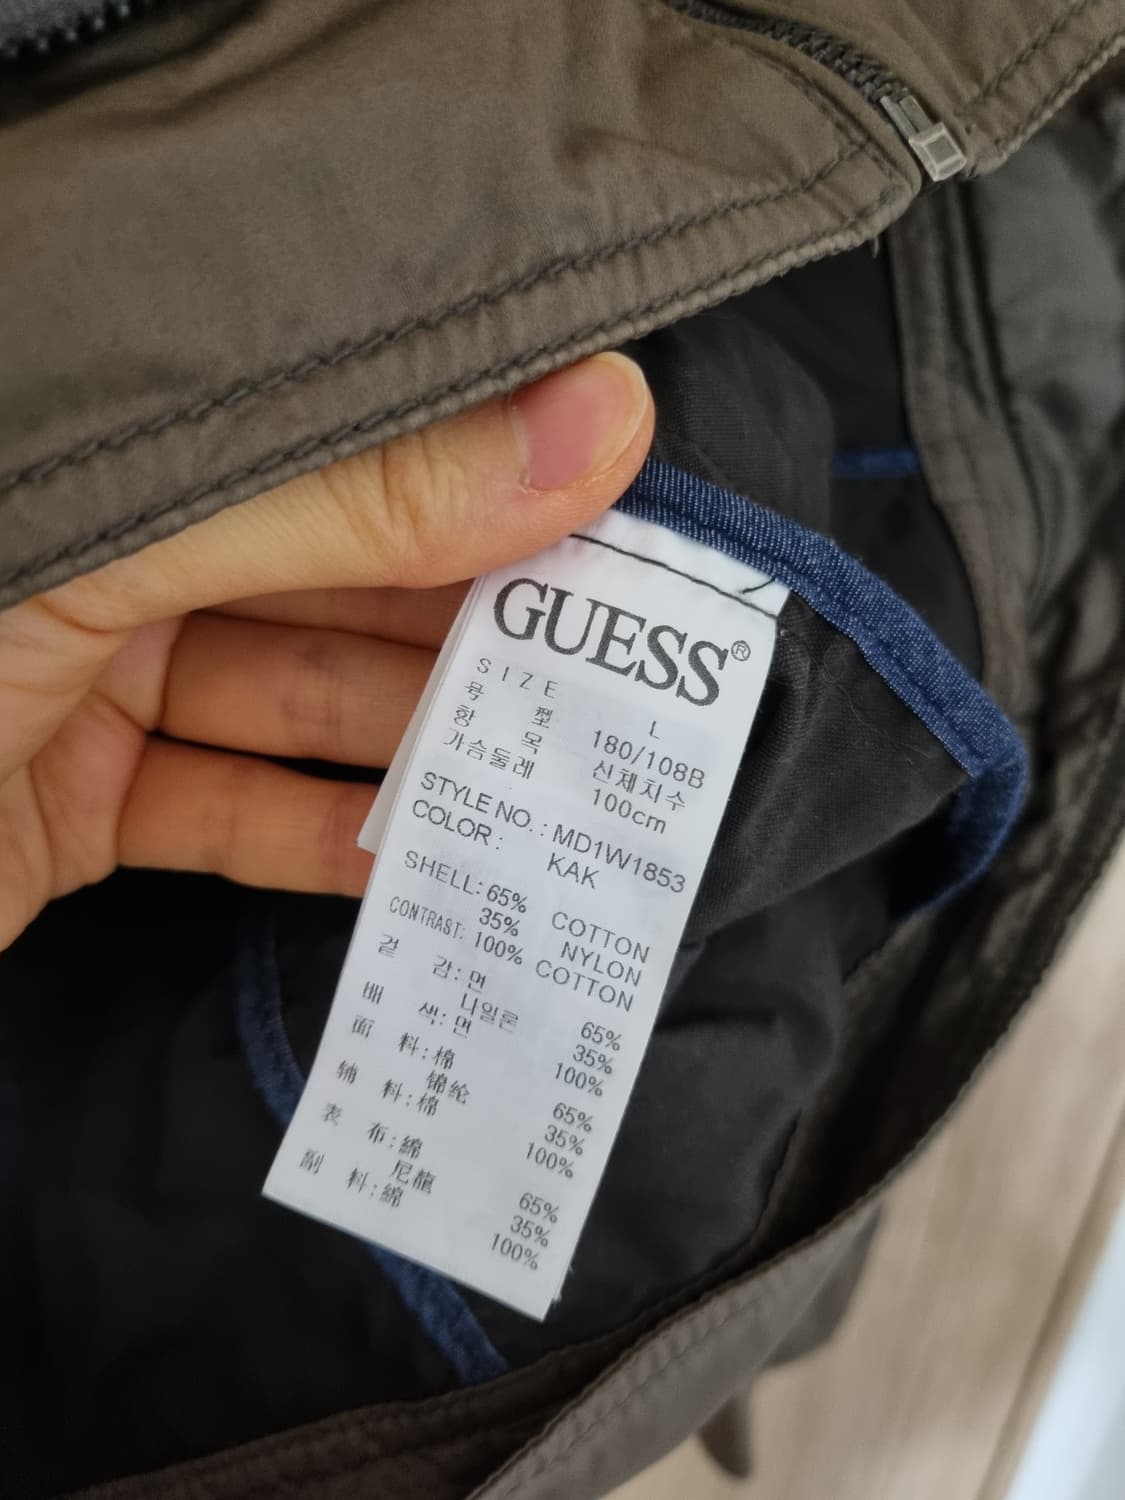 GUESS®
SIZE L
号 型 180/108B
항 목 신체치수
가슴둘레 100cm
STYLE NO.: MD1W1853
COLOR: KAK
SHELL: 65% COTTON
35% NYLON
CONTRAST: 100% COTTON
겉 감: 면 65%
나일론 35%
배 색: 면 100%
面 料: 棉 65%
锦纶 35%
辅 料: 棉 100%
表 布: 綿 65%
尼龍 35%
副 料: 綿 100%